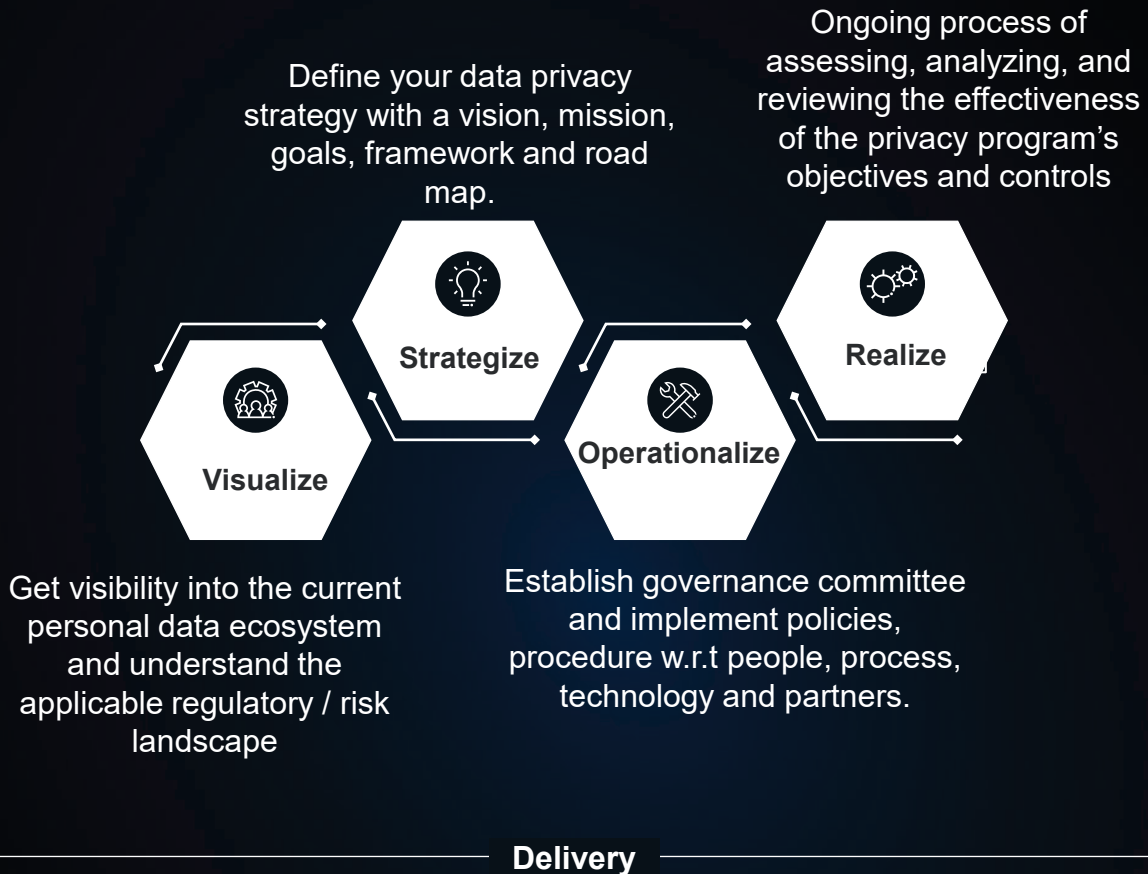 Ongoing process of
assessing, analyzing, and
reviewing the effectiveness
of the privacy program’s
objectives and controls
Define your data privacy
strategy with a vision, mission,
goals, framework and road
map.
Strategize
Realize
Visualize
Operationalize
Get visibility into the current
personal data ecosystem
and understand the
applicable regulatory / risk
landscape
Establish governance committee
and implement policies,
procedure w.r.t people, process,
technology and partners.
Delivery